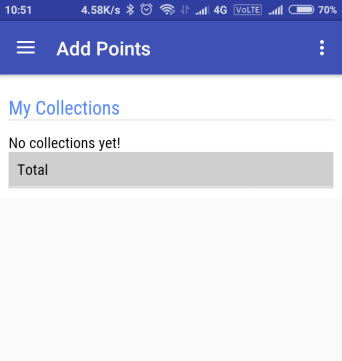 10:51 4.58K/s 4G VoLTE 70%
Add Points
My Collections
No collections yet!
Total